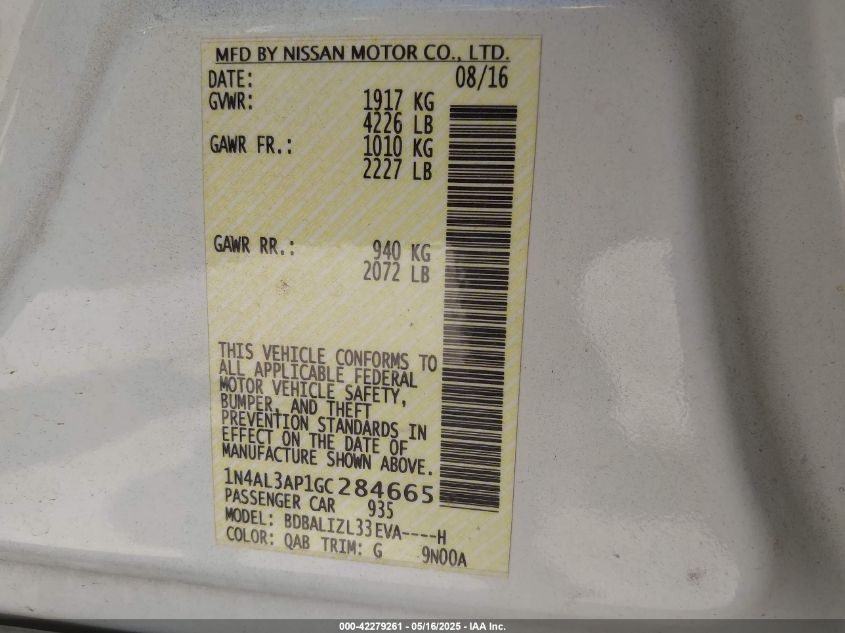 MFD BY NISSAN MOTOR CO., LTD.
DATE: 08/16
GVWR: 1917 KG
4226 LB
GAWR FR.: 1010 KG
2227 LB
GAWR RR.: 940 KG
2072 LB
THIS VEHICLE CONFORMS TO
ALL APPLICABLE FEDERAL
MOTOR VEHICLE SAFETY,
BUMPER, AND THEFT
PREVENTION STANDARDS IN
EFFECT ON THE DATE OF
MANUFACTURE SHOWN ABOVE.
1N4AL3AP1GC284665
PASSENGER CAR 935
MODEL: BDBALIZL33EVA----H
COLOR: QAB TRIM: G 9N00A
000-42279261 - 05/16/2025 - IAA Inc.